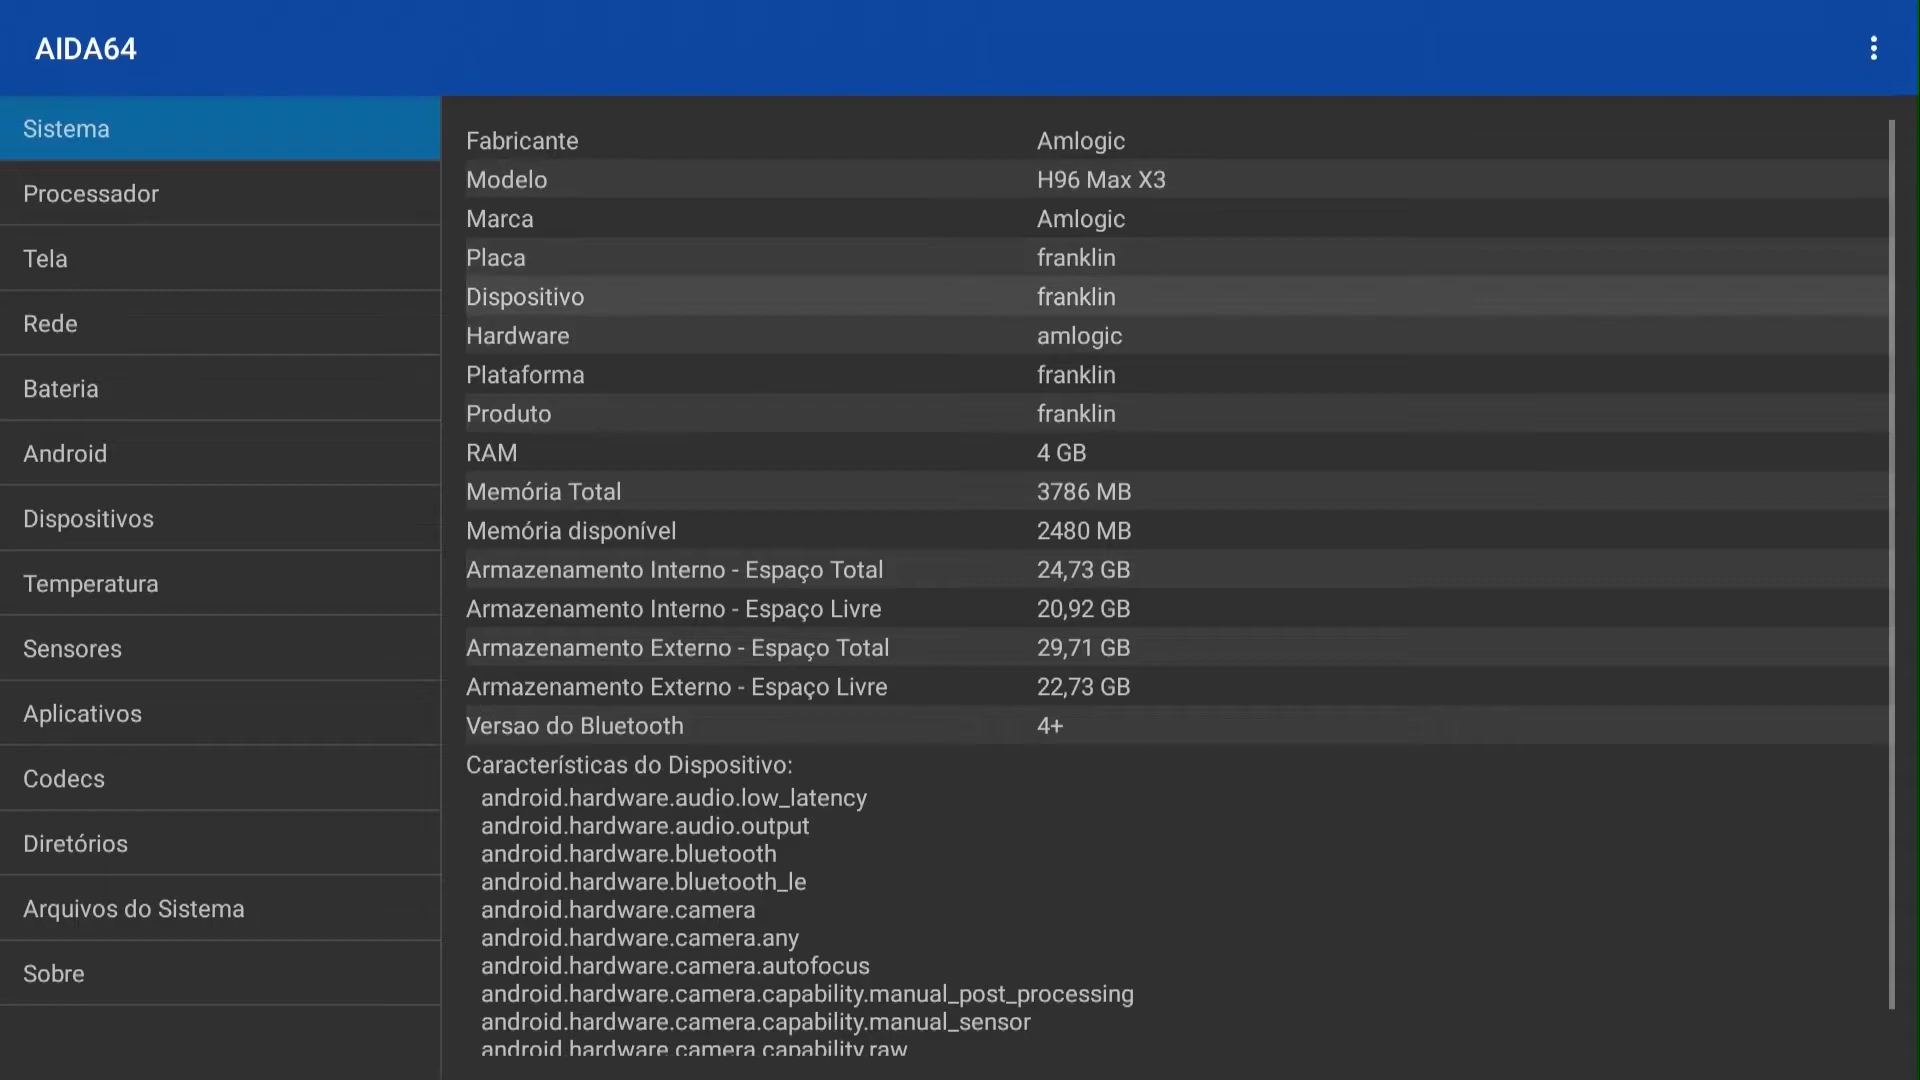 AIDA64
Sistema
Processador
Tela
Rede
Bateria
Android
Dispositivos
Temperatura
Sensores
Aplicativos
Codecs
Diretórios
Arquivos do Sistema
Sobre
Fabricante Amlogic
Modelo H96 Max X3
Marca Amlogic
Placa franklin
Dispositivo franklin
Hardware amlogic
Plataforma franklin
Produto franklin
RAM 4 GB
Memória Total 3786 MB
Memória disponível 2480 MB
Armazenamento Interno - Espaço Total 24,73 GB
Armazenamento Interno - Espaço Livre 20,92 GB
Armazenamento Externo - Espaço Total 29,71 GB
Armazenamento Externo - Espaço Livre 22,73 GB
Versao do Bluetooth 4+
Características do Dispositivo:
android.hardware.audio.low_latency
android.hardware.audio.output
android.hardware.bluetooth
android.hardware.bluetooth_le
android.hardware.camera
android.hardware.camera.any
android.hardware.camera.autofocus
android.hardware.camera.capability.manual_post_processing
android.hardware.camera.capability.manual_sensor
android.hardware.camera.capability.raw